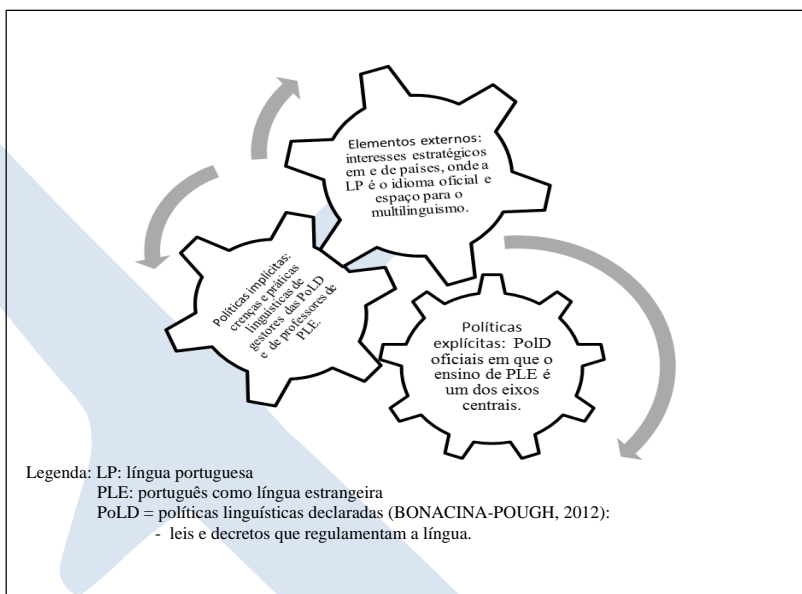 Elementos externos:
interesses estratégicos
em e de países, onde a
LP é o idioma oficial e
espaço para o
multilinguismo.
Políticas implícitas:
crenças e práticas
linguísticas de
gestores das PoLD
e de professores de
PLE.
Políticas
explícitas: PolD
oficiais em que o
ensino de PLE é
um dos eixos
centrais.
Legenda: LP: língua portuguesa
PLE: português como língua estrangeira
PoLD = políticas linguísticas declaradas (BONACINA-POUGH, 2012):
- leis e decretos que regulamentam a língua.